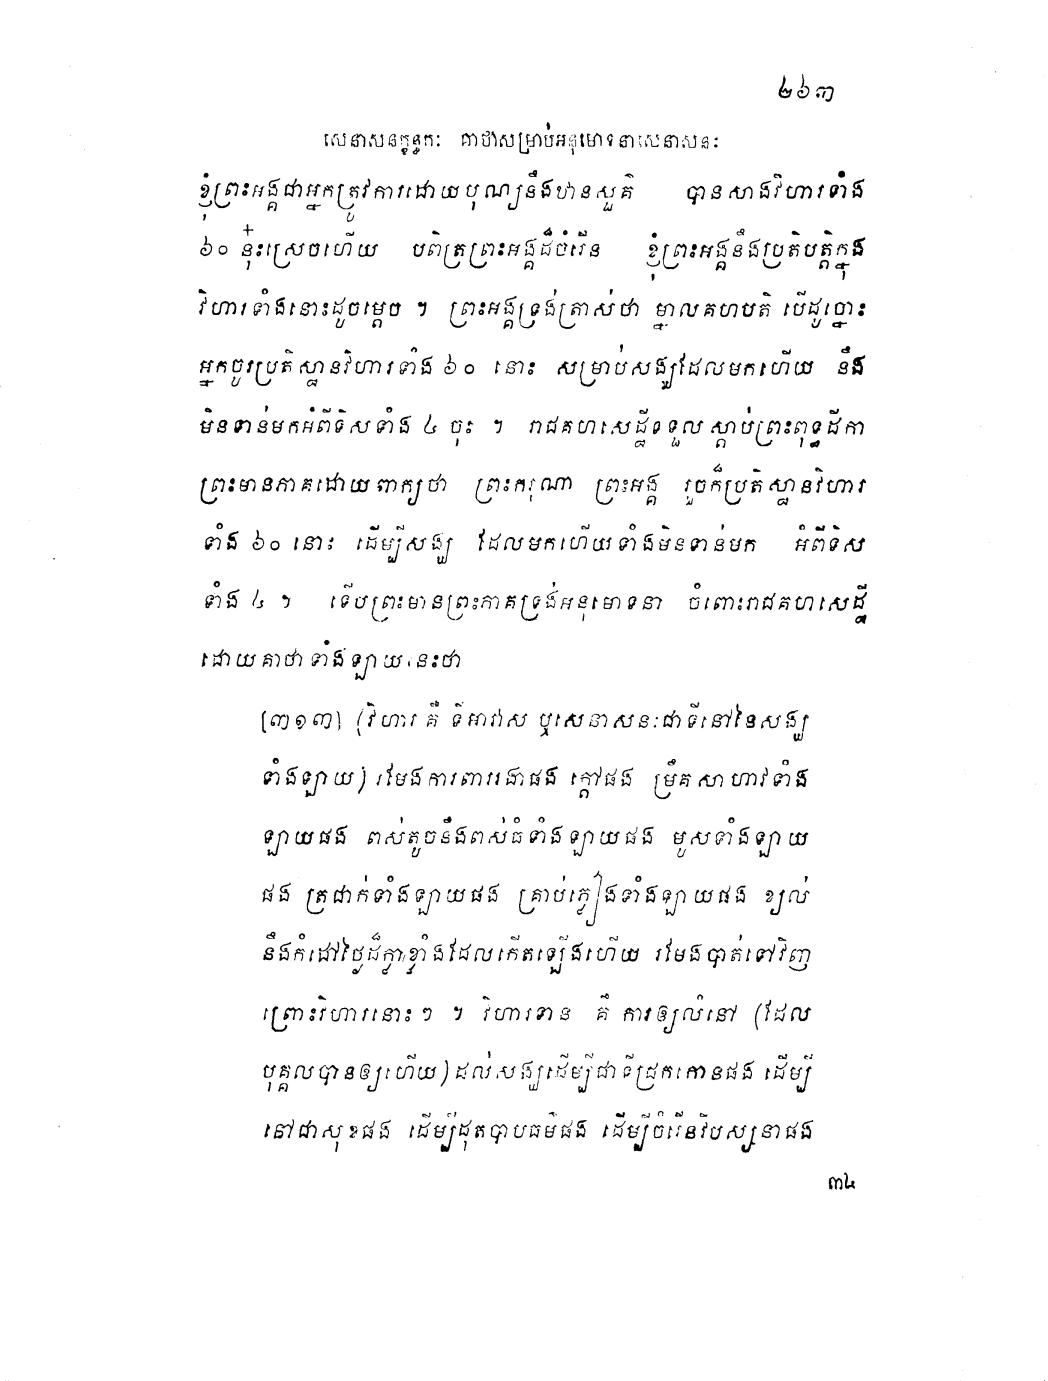 ២៦៣
សេនាសនក្ខន្ធកៈ គាថាសម្រាប់អនុមោទនាសេនាសនៈ
ខ្ញុំព្រះអង្គជាអ្នកត្រូវការដោយបុណ្យនឹងឋានសួគ៌ បានសាងវិហារទាំង
៦០ នុ៎ះស្រេចហើយ បពិត្រព្រះអង្គដ៏ចំរើន ខ្ញុំព្រះអង្គនឹងប្រតិបត្តិក្នុង
វិហារទាំងនោះដូចម្តេច ។ ព្រះអង្គទ្រង់ត្រាស់ថា ម្នាលគហបតិ បើដូច្នោះ
អ្នកចូរប្រតិស្ឋានវិហារទាំង ៦០ នោះ សម្រាប់សង្ឃដែលមកហើយ នឹង
មិនទាន់មកអំពីទិសទាំង ៤ ចុះ ។ រាជគហសេដ្ឋីទទួលស្តាប់ព្រះពុទ្ធដីកា
ព្រះមានភាគដោយពាក្យថា ព្រះករុណា ព្រះអង្គ រួចក៏ប្រតិស្ឋានវិហារ
ទាំង ៦០ នោះ ដើម្បីសង្ឃ ដែលមកហើយទាំងមិនទាន់មក អំពីទិស
ទាំង ៤ ។ ទើបព្រះមានព្រះភាគទ្រង់អនុមោទនា ចំពោះរាជគហសេដ្ឋី
ដោយគាថាទាំងឡាយនេះថា
[៣១៣] (វិហារ គឺ ទីអាវាស ឬសេនាសនៈជាទីនៅនៃសង្ឃ
ទាំងឡាយ) រមែងការពាររងាផង ក្តៅផង ម្រឹគសាហាវទាំង
ឡាយផង ពស់តូចនឹងពស់ធំទាំងឡាយផង មូសទាំងឡាយ
ផង ត្រជាក់ទាំងឡាយផង គ្រាប់ភ្លៀងទាំងឡាយផង ខ្យល់
នឹងកំដៅថ្ងៃដ៏ក្លាខ្លាំងដែលកើតឡើងហើយ រមែងបាត់ទៅវិញ
ព្រោះវិហារនោះៗ ។ វិហារទាន គឺ ការឲ្យលំនៅ (ដែល
បុគ្គលបានឲ្យហើយ) ដល់សង្ឃដើម្បីជាទីជ្រកកោនផង ដើម្បី
នៅជាសុខផង ដើម្បីដុតបាបធម៌ផង ដើម្បីចំរើនវិបស្សនាផង
៣៤